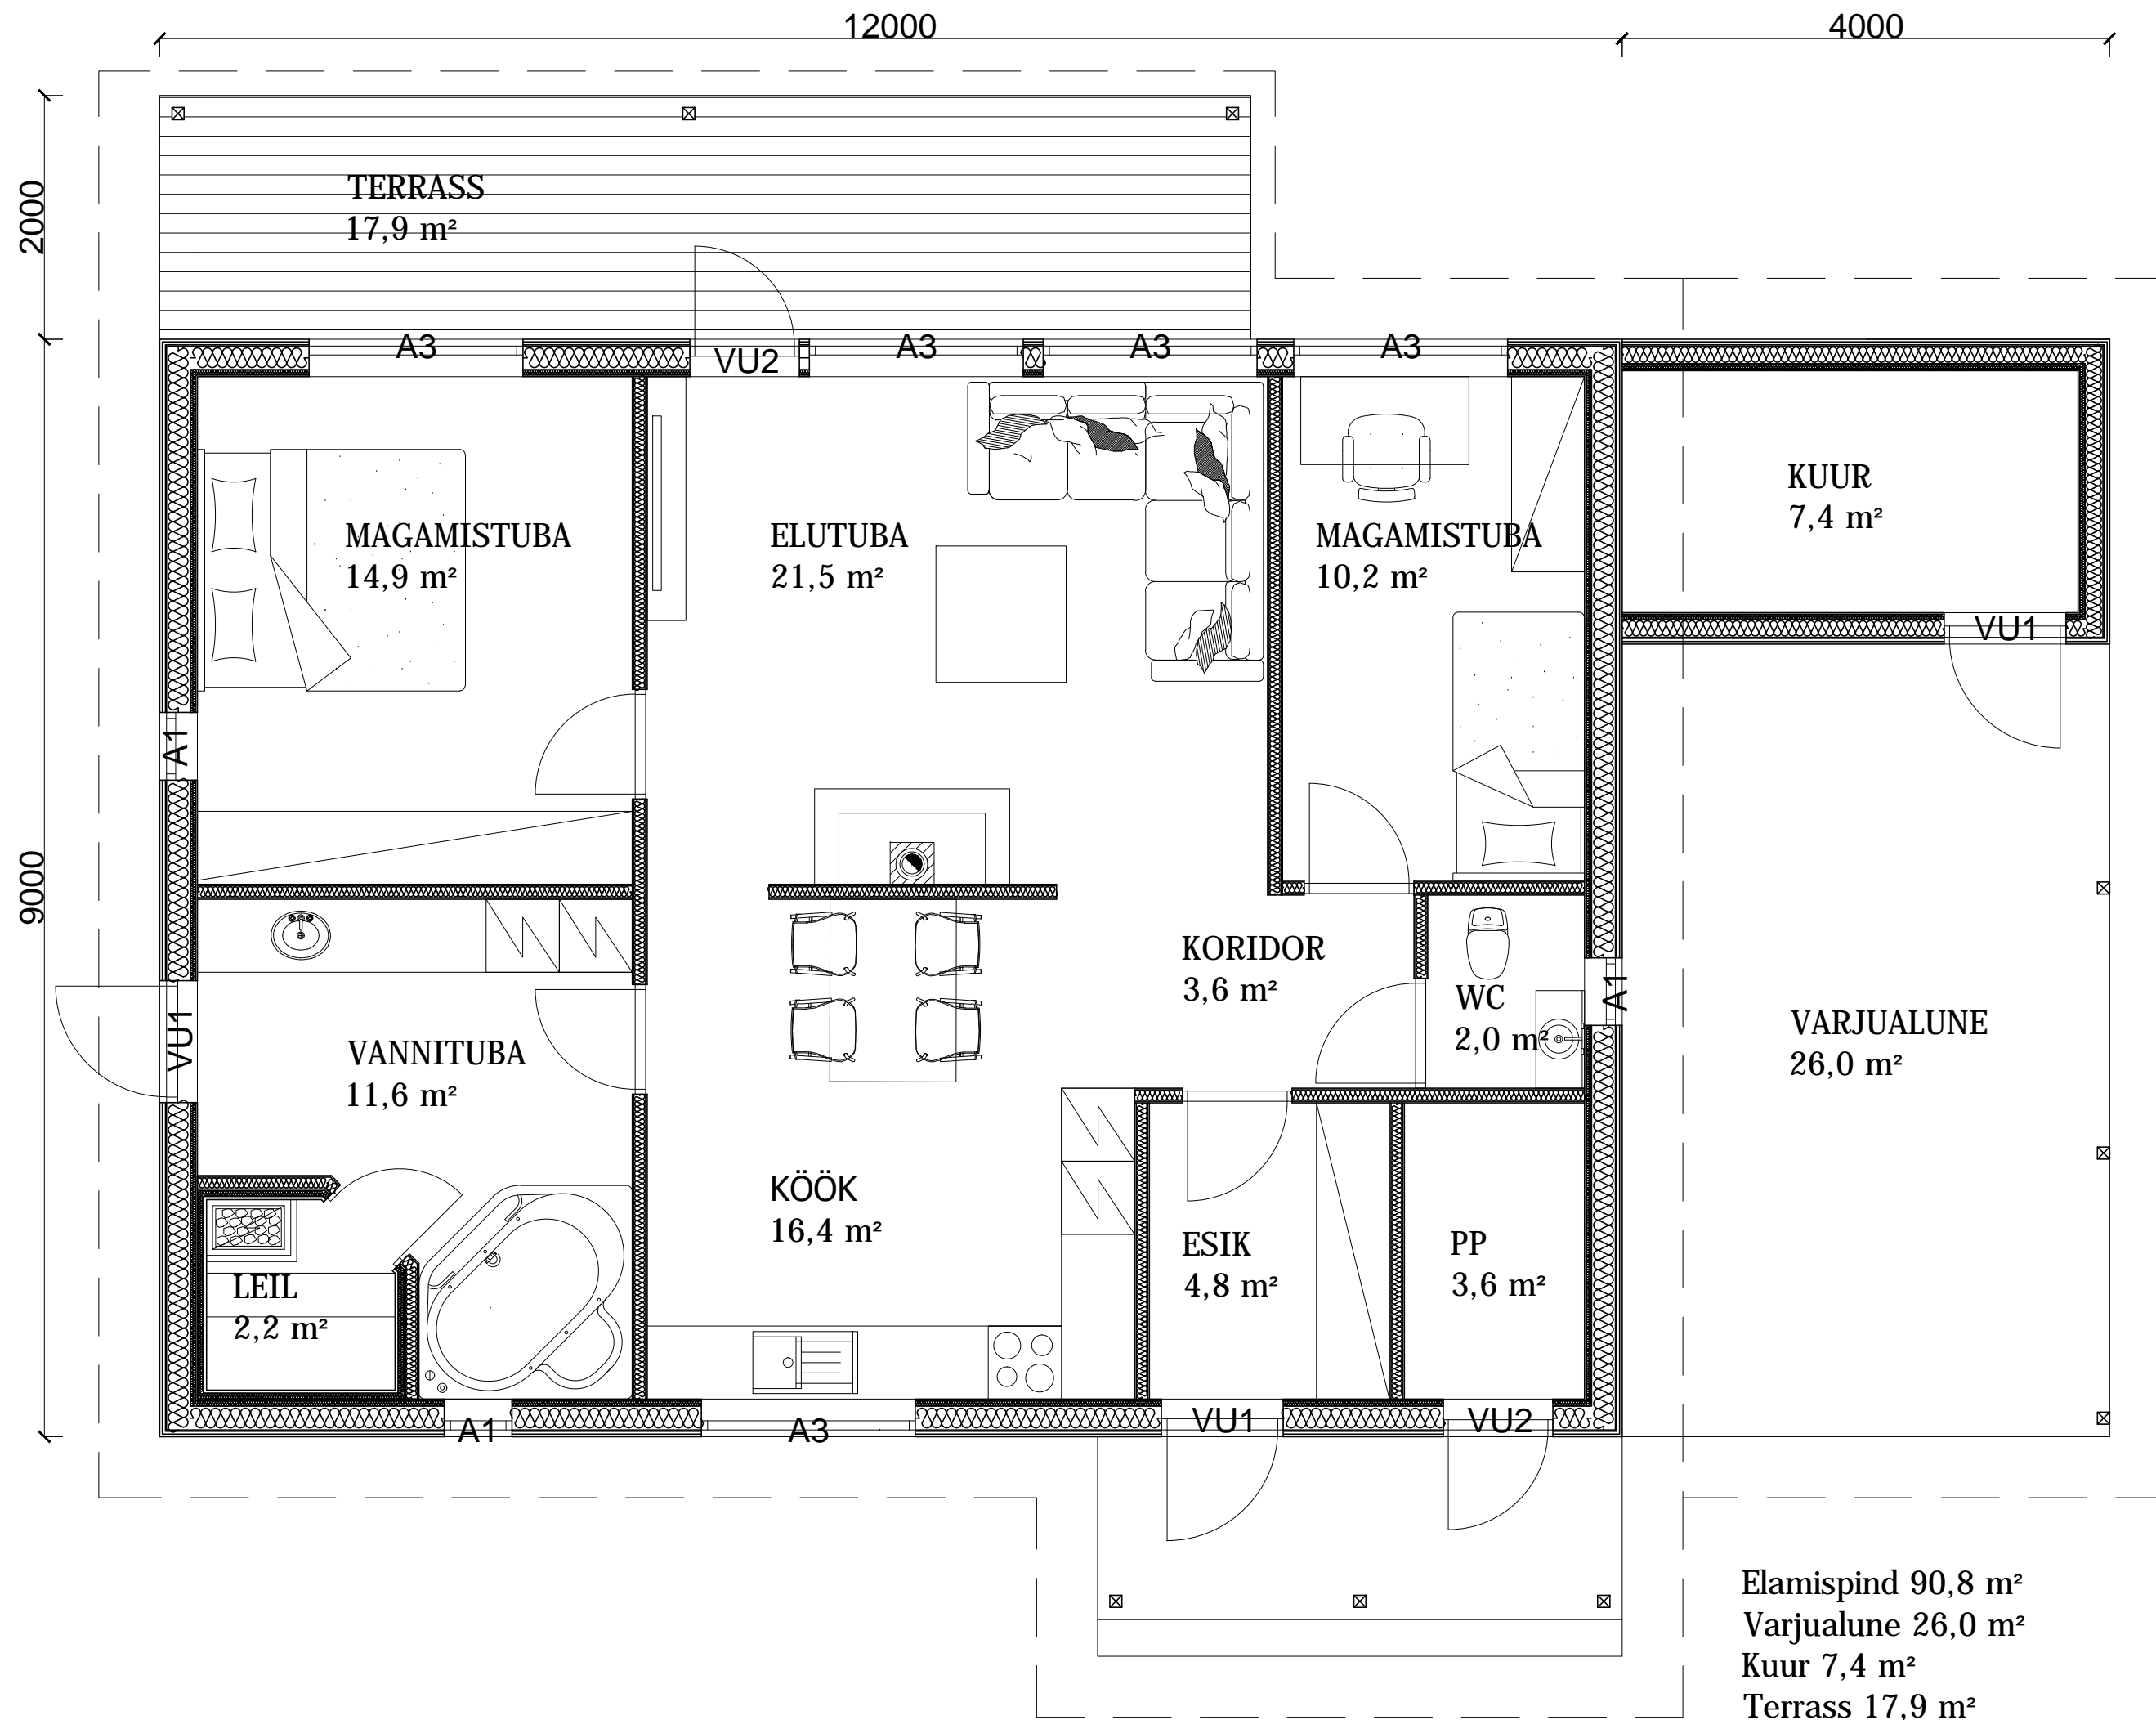 12000
4000
2000
TERRASS
17,9 m²
A3
VU2
A3
A3
A3
KUUR
7,4 m²
MAGAMISTUBA
14,9 m²
ELUTUBA
21,5 m²
MAGAMISTUBA
10,2 m²
VU1
A1
9000
KORIDOR
3,6 m²
WC
2,0 m²
A1
VARJUALUNE
26,0 m²
VU1
VANNITUBA
11,6 m²
KÖÖK
16,4 m²
ESIK
4,8 m²
PP
3,6 m²
LEIL
2,2 m²
A1
A3
VU1
VU2
Elamispind 90,8 m²
Varjualune 26,0 m²
Kuur 7,4 m²
Terrass 17,9 m²